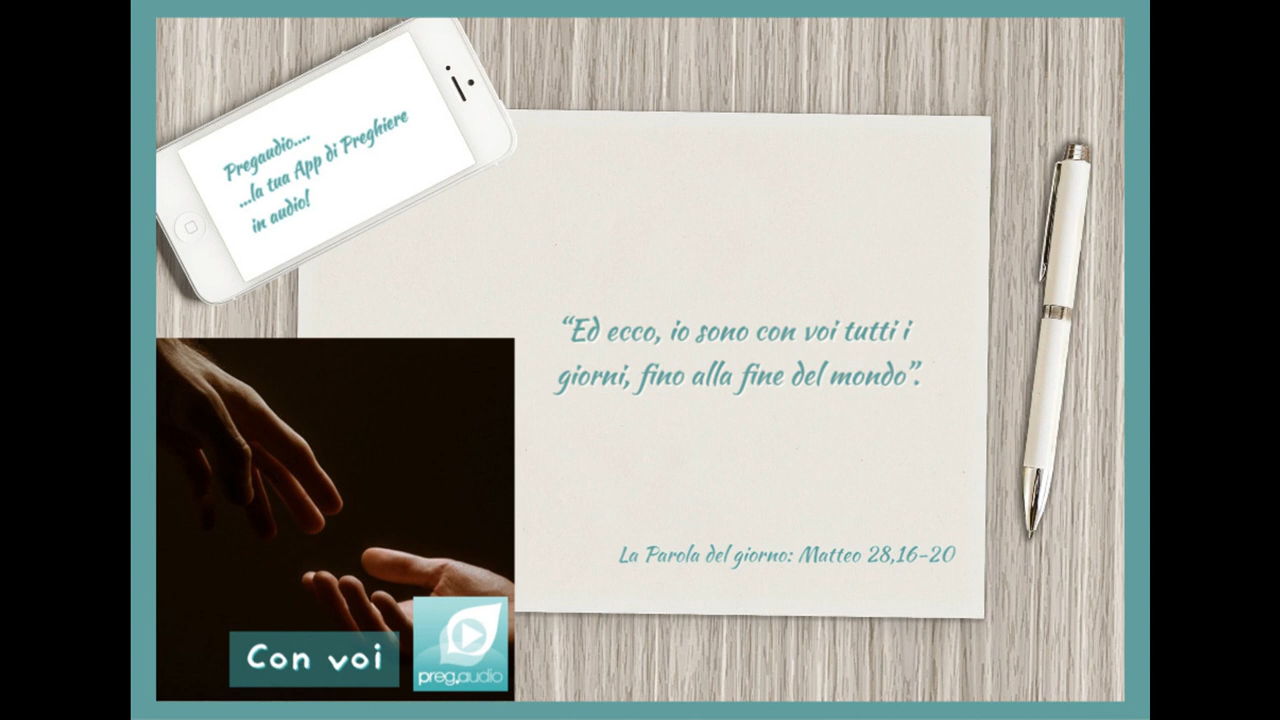 Pregaudio....
...la tua App di Preghiere
in audio!
“Ed ecco, io sono con voi tutti i
giorni, fino alla fine del mondo”.
La Parola del giorno: Matteo 28,16-20
Con voi
preg.audio